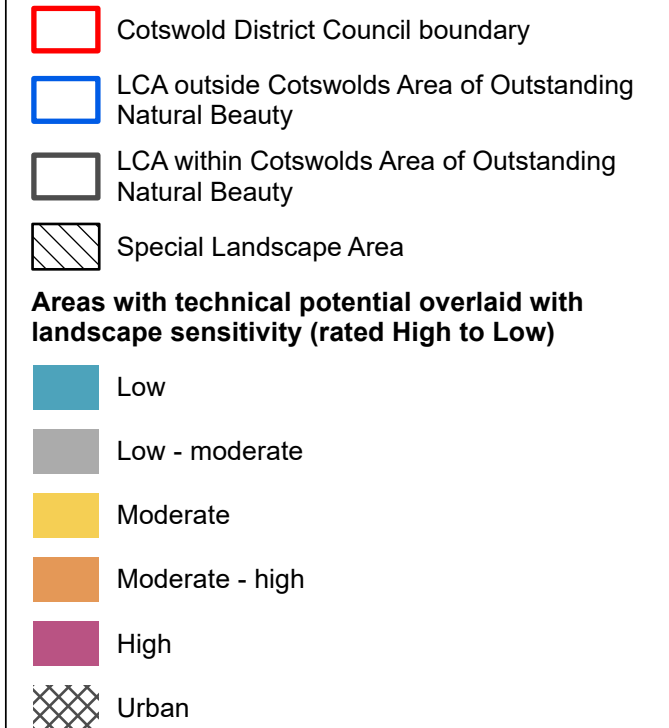 Cotswold District Council boundary
LCA outside Cotswolds Area of Outstanding
Natural Beauty
LCA within Cotswolds Area of Outstanding
Natural Beauty
Special Landscape Area
Areas with technical potential overlaid with
landscape sensitivity (rated High to Low)
Low
Low - moderate
Moderate
Moderate - high
High
Urban